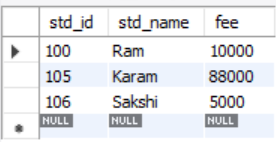 std_id std_name fee
100 Ram 10000
105 Karam 88000
106 Sakshi 5000
NULL NULL NULL